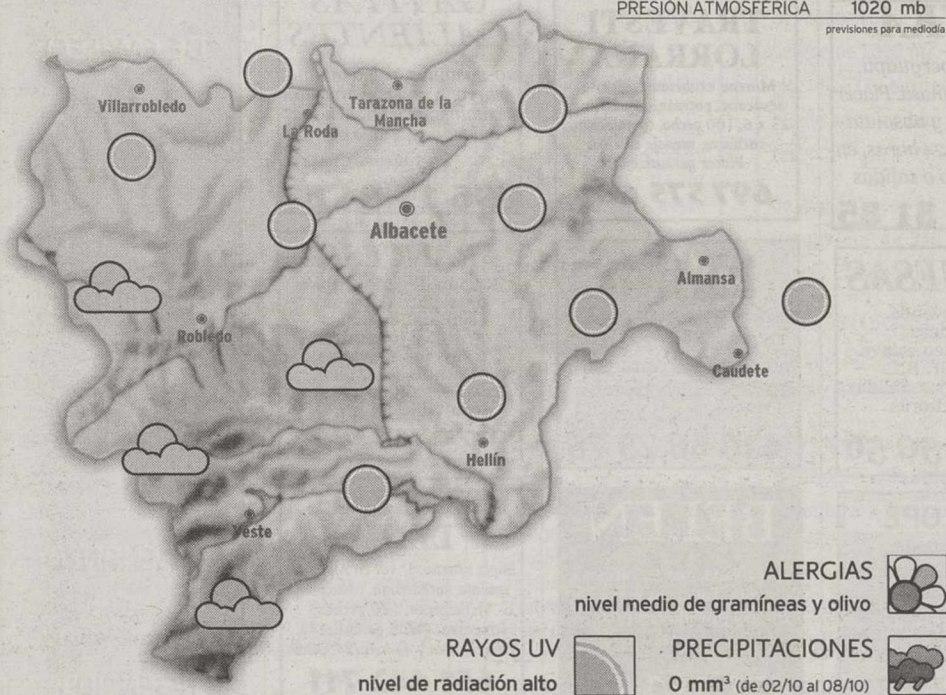 PRESIÓN ATMOSFÉRICA 1020 mb
previsiones para mediodía
Villarrobledo
La Roda
Tarazona de la
Mancha
Albacete
Almansa
Robledo
Caudete
Hellín
Yeste
ALERGIAS
nivel medio de gramíneas y olivo
RAYOS UV
nivel de radiación alto
PRECIPITACIONES
0 mm³ (de 02/10 al 08/10)